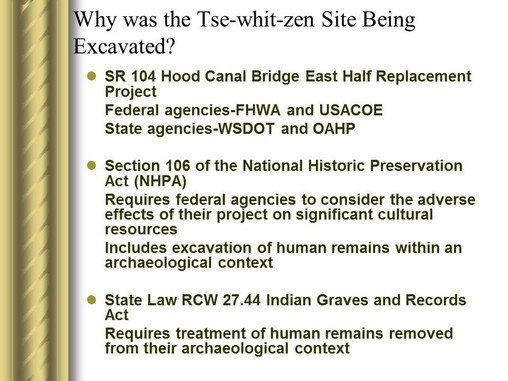 Why was the Tse-whit-zen Site Being
Excavated?
SR 104 Hood Canal Bridge East Half Replacement
Project
Federal agencies-FHWA and USACOE
State agencies-WSDOT and OAHP
Section 106 of the National Historic Preservation
Act (NHPA)
Requires federal agencies to consider the adverse
effects of their project on significant cultural
resources
Includes excavation of human remains within an
archaeological context
State Law RCW 27.44 Indian Graves and Records
Act
Requires treatment of human remains removed
from their archaeological context